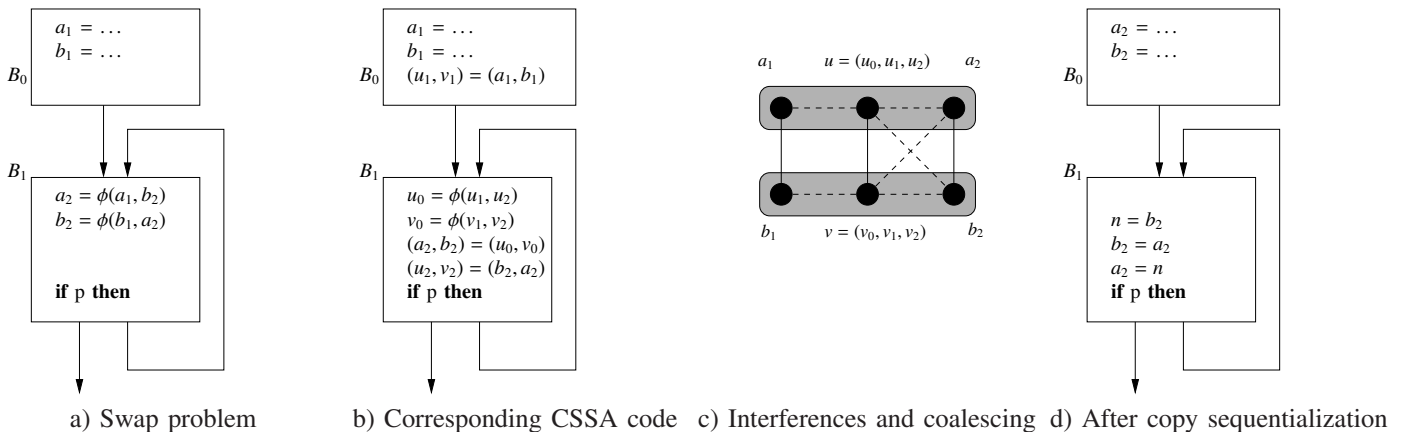 a₁ = ...
b₁ = ...
B₀
B₁
a₂ = ϕ(a₁, b₂)
b₂ = ϕ(b₁, a₂)
if p then
a) Swap problem
a₁ = ...
b₁ = ...
(u₁, v₁) = (a₁, b₁)
B₀
B₁
u₀ = ϕ(u₁, u₂)
v₀ = ϕ(v₁, v₂)
(a₂, b₂) = (u₀, v₀)
(u₂, v₂) = (b₂, a₂)
if p then
b) Corresponding CSSA code
a₁ u = (u₀, u₁, u₂) a₂
b₁ v = (v₀, v₁, v₂) b₂
c) Interferences and coalescing
a₂ = ...
b₂ = ...
B₀
B₁
n = b₂
b₂ = a₂
a₂ = n
if p then
d) After copy sequentialization